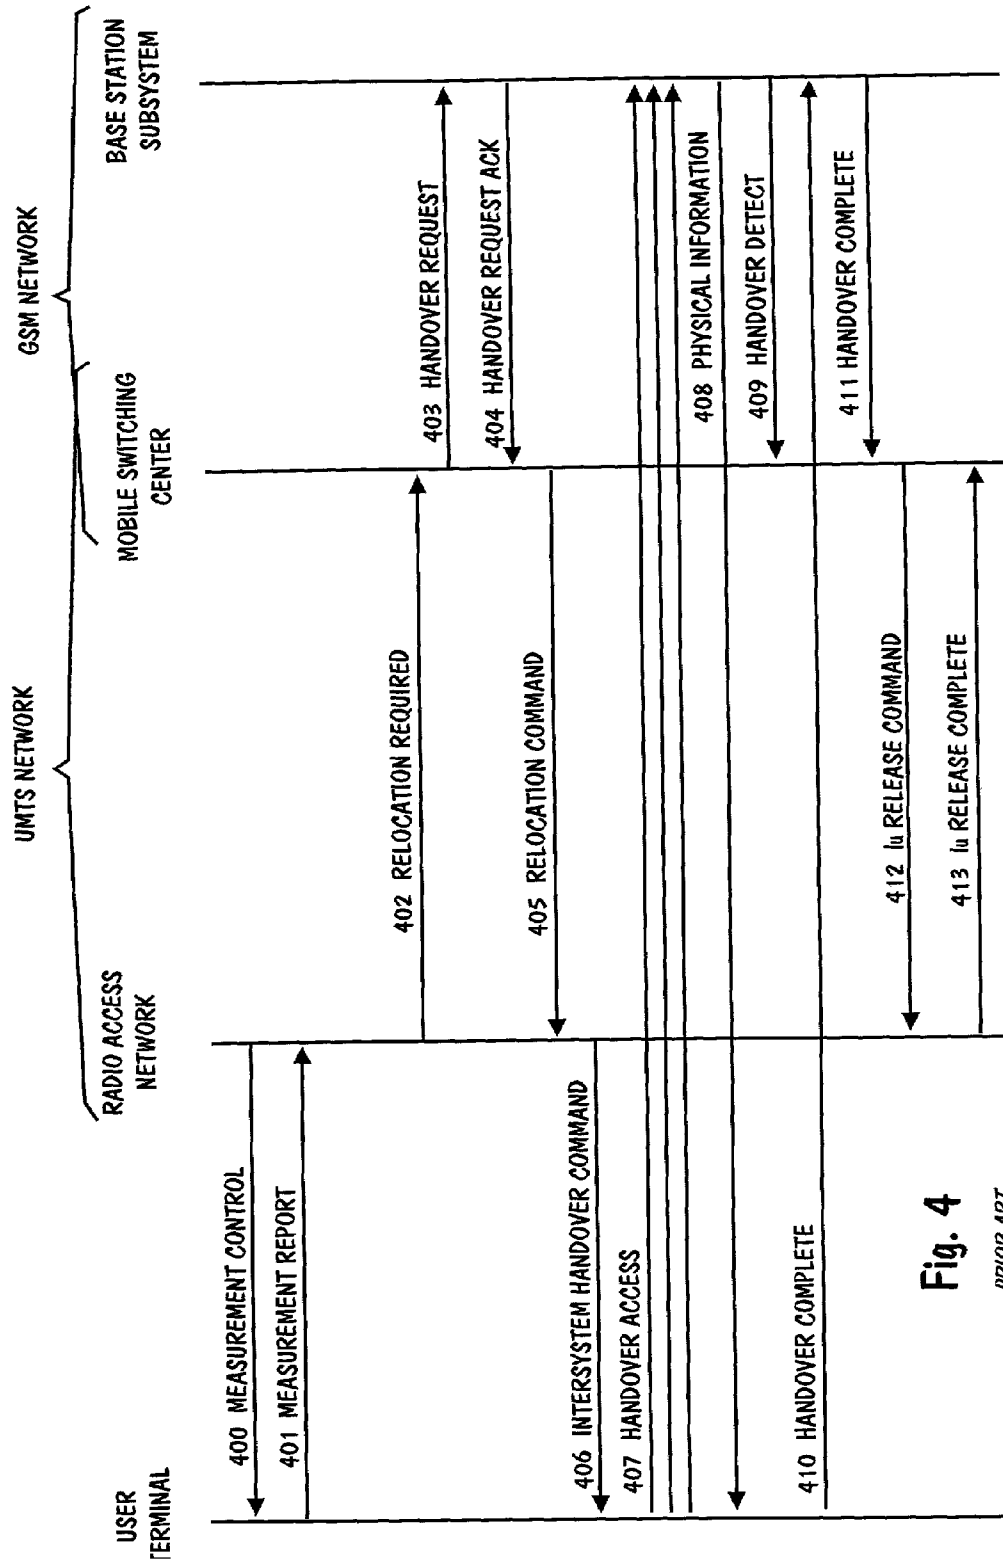 UMTS NETWORK
GSM NETWORK
USER
TERMINAL
RADIO ACCESS
NETWORK
MOBILE SWITCHING
CENTER
BASE STATION
SUBSYSTEM
400 MEASUREMENT CONTROL
401 MEASUREMENT REPORT
402 RELOCATION REQUIRED
403 HANDOVER REQUEST
404 HANDOVER REQUEST ACK
405 RELOCATION COMMAND
406 INTERSYSTEM HANDOVER COMMAND
407 HANDOVER ACCESS
408 PHYSICAL INFORMATION
409 HANDOVER DETECT
410 HANDOVER COMPLETE
411 HANDOVER COMPLETE
412 Iu RELEASE COMMAND
413 Iu RELEASE COMPLETE
Fig. 4
PRIOR ART